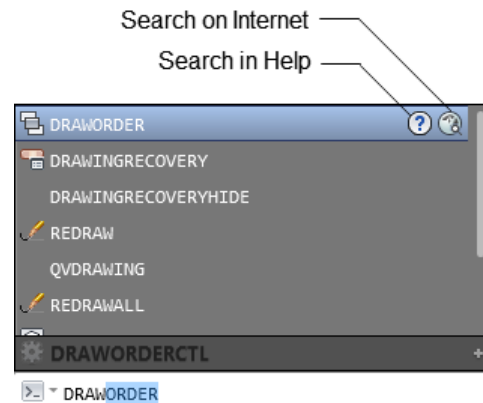 Search on Internet
Search in Help
DRAWORDER
DRAWINGRECOVERY
DRAWINGRECOVERYHIDE
REDRAW
QVDRAWING
REDRAWALL
DRAWORDERCTL +
DRAWORDER